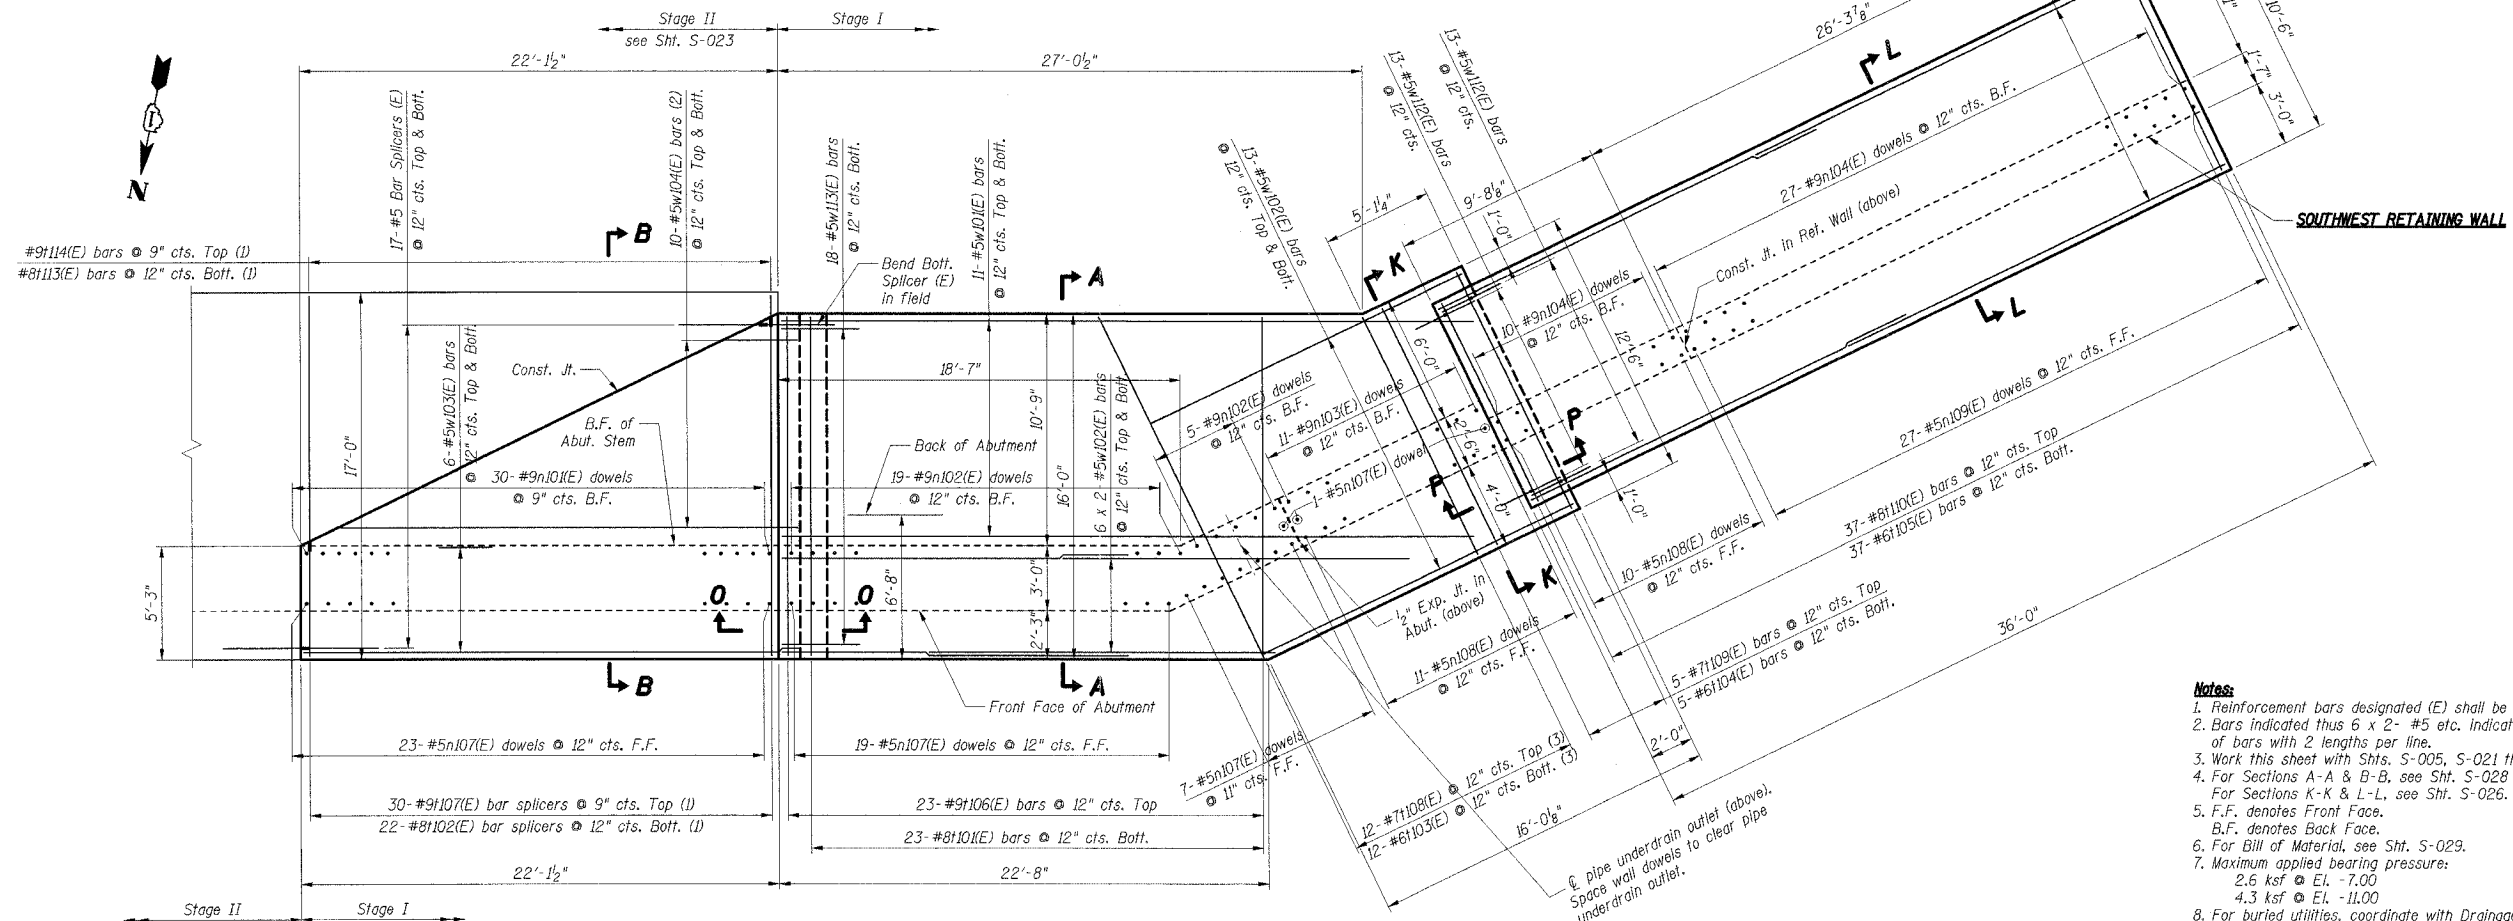 Stage II
Stage I
see Sht. S-023
22'-1½"
27'-0½"
26'-3⅞"
10'-6"
1'-7"
3'-0"
N
17- #5 Bar Splicers (E)
@ 12" cts. Top & Bott.
10- #5w104(E) bars (2)
@ 12" cts. Top & Bott.
18- #5w113(E) bars
@ 12" cts. Bott.
11- #5w101(E) bars
@ 12" cts. Top & Bott.
13- #5w102(E) bars
@ 12" cts. Top & Bott.
13- #5w112(E) bars
@ 12" cts.
13- #5w112(E) bars
@ 12" cts.
#9t114(E) bars @ 9" cts. Top (1)
#8t113(E) bars @ 12" cts. Bott. (1)
B
A
K
L
Bend Bott.
Splicer (E)
in field
5'-1¼"
9'-8⅛"
1'-0"
27- #9n104(E) dowels @ 12" cts. B.F.
Const. Jt. in Ret. Wall (above)
SOUTHWEST RETAINING WALL
Const. Jt.
6- #5w103(E) bars
@ 12" cts. Top & Bott.
17'-0"
B.F. of
Abut. Stem
30- #9n101(E) dowels
@ 9" cts. B.F.
18'-7"
Back of Abutment
19- #9n102(E) dowels
@ 12" cts. B.F.
10'-9"
16'-0"
6 x 2 -#5w102(E) bars
@ 12" cts. Top & Bott.
5- #9n102(E) dowels
@ 12" cts. B.F.
11- #9n103(E) dowels
@ 12" cts. B.F.
6'-0"
10- #9n104(E) dowels
@ 12" cts. B.F.
12'-6"
1- #5n107(E) dowel
2'-6"
4'-0"
P
P
1'-0"
L
27- #5n109(E) dowels @ 12" cts. F.F.
37- #8t110(E) bars @ 12" cts. Top
37- #6t105(E) bars @ 12" cts. Bott.
10- #5n108(E) dowels
@ 12" cts. F.F.
5'-3"
O
O
6'-8"
3'-0"
2'-3"
½" Exp. Jt. in
Abut. (above)
K
11- #5n108(E) dowels
@ 12" cts. F.F.
5- #7t109(E) bars @ 12" cts. Top
5- #6t104(E) bars @ 12" cts. Bott.
36'-0"
B
A
Front Face of Abutment
23- #5n107(E) dowels @ 12" cts. F.F.
19- #5n107(E) dowels @ 12" cts. F.F.
7- #5n107(E) dowels
@ 11" cts. F.F.
2'-0"
30- #9t107(E) bar splicers @ 9" cts. Top (1)
22- #8t102(E) bar splicers @ 12" cts. Bott. (1)
23- #9t106(E) bars @ 12" cts. Top
23- #8t101(E) bars @ 12" cts. Bott.
12- #7t108(E) @ 12" cts. Top (3)
12- #6t103(E) @ 12" cts. Bott. (3)
16'-0⅛"
℄ pipe underdrain outlet (above).
Space wall dowels to clear pipe
underdrain outlet.
22'-1½"
22'-8"
Stage II
Stage I
Notes:
1. Reinforcement bars designated (E) shall be
2. Bars indicated thus 6 x 2- #5 etc. indicat
of bars with 2 lengths per line.
3. Work this sheet with Shts. S-005, S-021 t
4. For Sections A-A & B-B, see Sht. S-028
For Sections K-K & L-L, see Sht. S-026.
5. F.F. denotes Front Face.
B.F. denotes Back Face.
6. For Bill of Material, see Sht. S-029.
7. Maximum applied bearing pressure:
2.6 ksf @ El. -7.00
4.3 ksf @ El. -11.00
8. For buried utilities, coordinate with Drainag